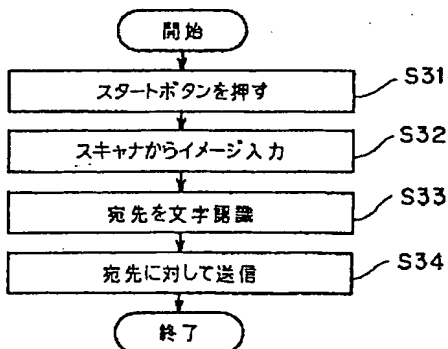 開始
スタートボタンを押す
S31
スキャナからイメージ入力
S32
宛先を文字認識
S33
宛先に対して送信
S34
終了